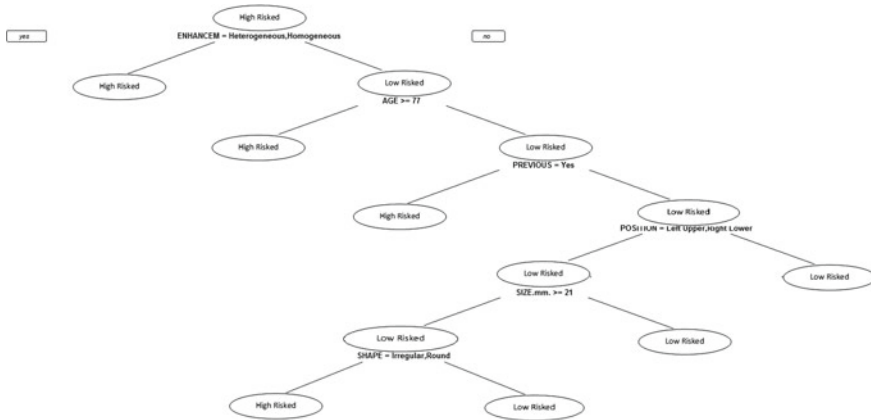 High Risked
yes
no
ENHANCEM = Heterogeneous,Homogeneous
High Risked
Low Risked
AGE >= 77
High Risked
Low Risked
PREVIOUS = Yes
High Risked
Low Risked
POSITION = Left Upper,Right Lower
Low Risked
Low Risked
SIZE.mm. >= 21
Low Risked
Low Risked
SHAPE = Irregular,Round
High Risked
Low Risked